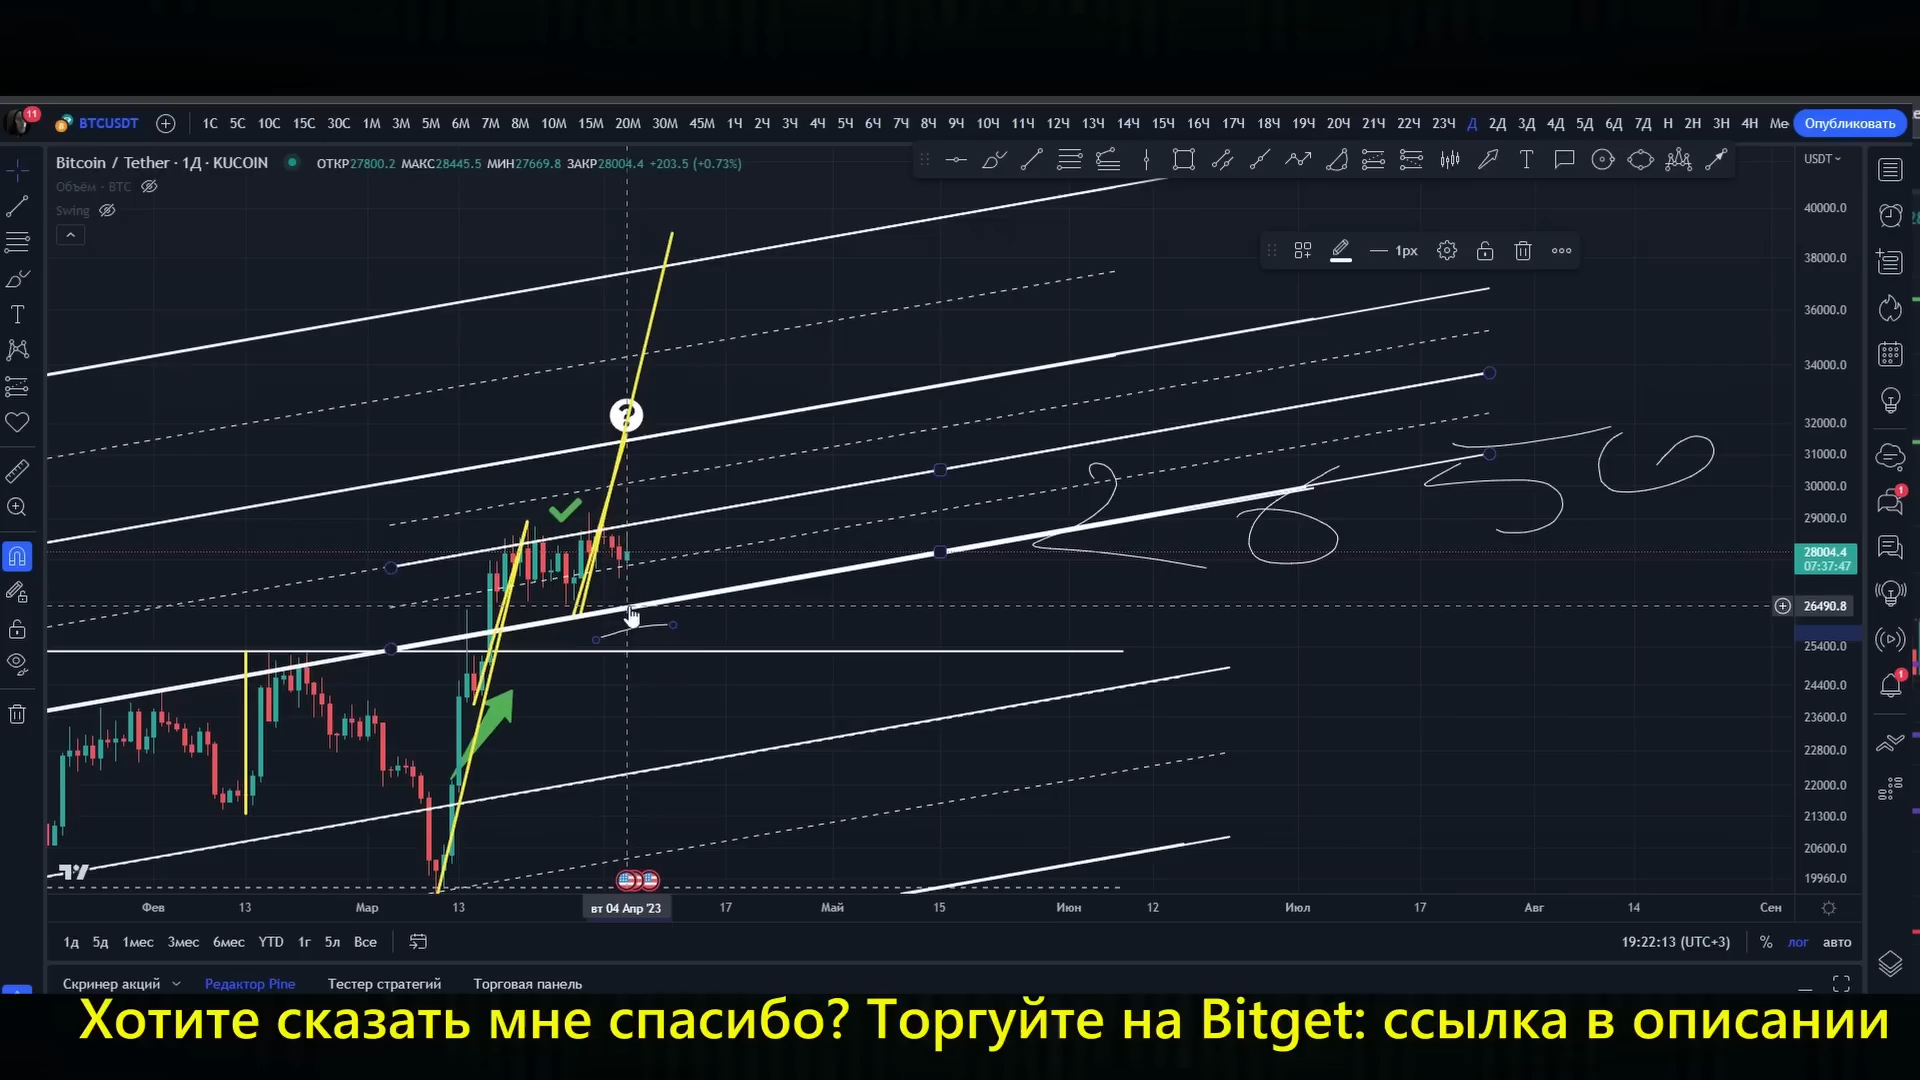 11 BTCUSDT 1С 5С 10С 15С 30С 1М 3М 5М 6М 7М 8М 10М 15М 20М 30М 45М 1Ч 2Ч 3Ч 4Ч 5Ч 6Ч 7Ч 8Ч 9Ч 10Ч 11Ч 12Ч 13Ч 14Ч 15Ч 16Ч 17Ч 18Ч 19Ч 20Ч 21Ч 22Ч 23Ч Д 2Д 3Д 4Д 5Д 6Д 7Д Н 2Н 3Н 4Н Ме Опубликовать
Bitcoin / Tether · 1Д · KUCOIN ОТКР27800.2 МАКС28445.5 МИН27669.8 ЗАКР28004.4 +203.5 (+0.73%) USDT
Объём · BTC
Swing
40000.0
1px
38000.0
36000.0
34000.0
?
32000.0
31000.0
2 6 5 5 0
30000.0
29000.0
28004.4
07:37:47
26490.8
25400.0
24400.0
23600.0
22800.0
22000.0
21300.0
20600.0
19960.0
Фев 13 Мар 13 вт 04 Апр '23 17 Май 15 Июн 12 Июл 17 Авг 14 Сен
1д 5д 1мес 3мес 6мес YTD 1г 5л Все 19:22:13 (UTC+3) % лог авто
Скринер акций Редактор Pine Тестер стратегий Торговая панель
Хотите сказать мне спасибо? Торгуйте на Bitget: ссылка в описании